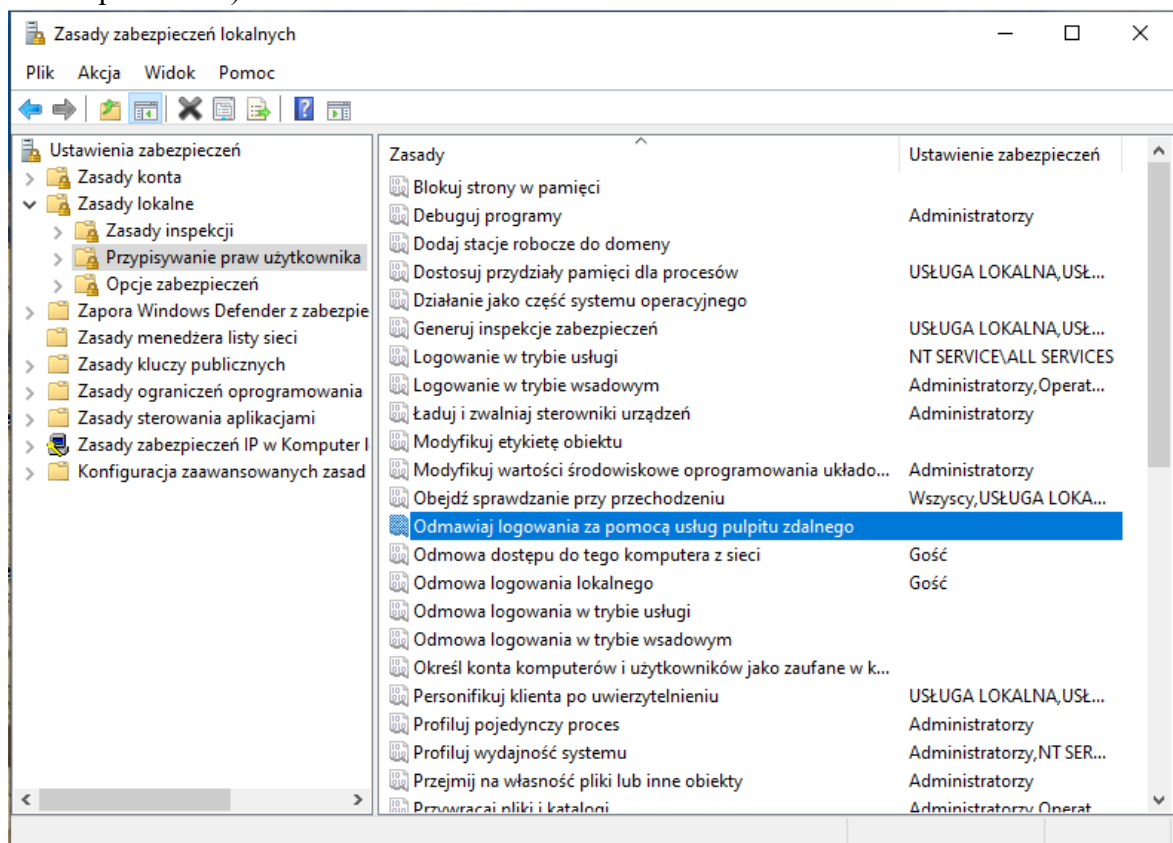 Zasady zabezpieczeń lokalnych
Plik Akcja Widok Pomoc
Ustawienia zabezpieczeń
Zasady konta
Zasady lokalne
Zasady inspekcji
Przypisywanie praw użytkownika
Opcje zabezpieczeń
Zapora Windows Defender z zabezpie
Zasady menedżera listy sieci
Zasady kluczy publicznych
Zasady ograniczeń oprogramowania
Zasady sterowania aplikacjami
Zasady zabezpieczeń IP w Komputer l
Konfiguracja zaawansowanych zasad
Zasady Ustawienie zabezpieczeń
Blokuj strony w pamięci
Debuguj programy Administratorzy
Dodaj stacje robocze do domeny
Dostosuj przydziały pamięci dla procesów USŁUGA LOKALNA,USŁ...
Działanie jako część systemu operacyjnego
Generuj inspekcje zabezpieczeń USŁUGA LOKALNA,USŁ...
Logowanie w trybie usługi NT SERVICE\ALL SERVICES
Logowanie w trybie wsadowym Administratorzy,Operat...
Ładuj i zwalniaj sterowniki urządzeń Administratorzy
Modyfikuj etykietę obiektu
Modyfikuj wartości środowiskowe oprogramowania układo... Administratorzy
Obejdź sprawdzanie przy przechodzeniu Wszyscy,USŁUGA LOKA...
Odmawiaj logowania za pomocą usług pulpitu zdalnego
Odmowa dostępu do tego komputera z sieci Gość
Odmowa logowania lokalnego Gość
Odmowa logowania w trybie usługi
Odmowa logowania w trybie wsadowym
Określ konta komputerów i użytkowników jako zaufane w k...
Personifikuj klienta po uwierzytelnieniu USŁUGA LOKALNA,USŁ...
Profiluj pojedynczy proces Administratorzy
Profiluj wydajność systemu Administratorzy,NT SER...
Przejmij na własność pliki lub inne obiekty Administratorzy
Przywracaj pliki i katalogi Administratorzy,Operat